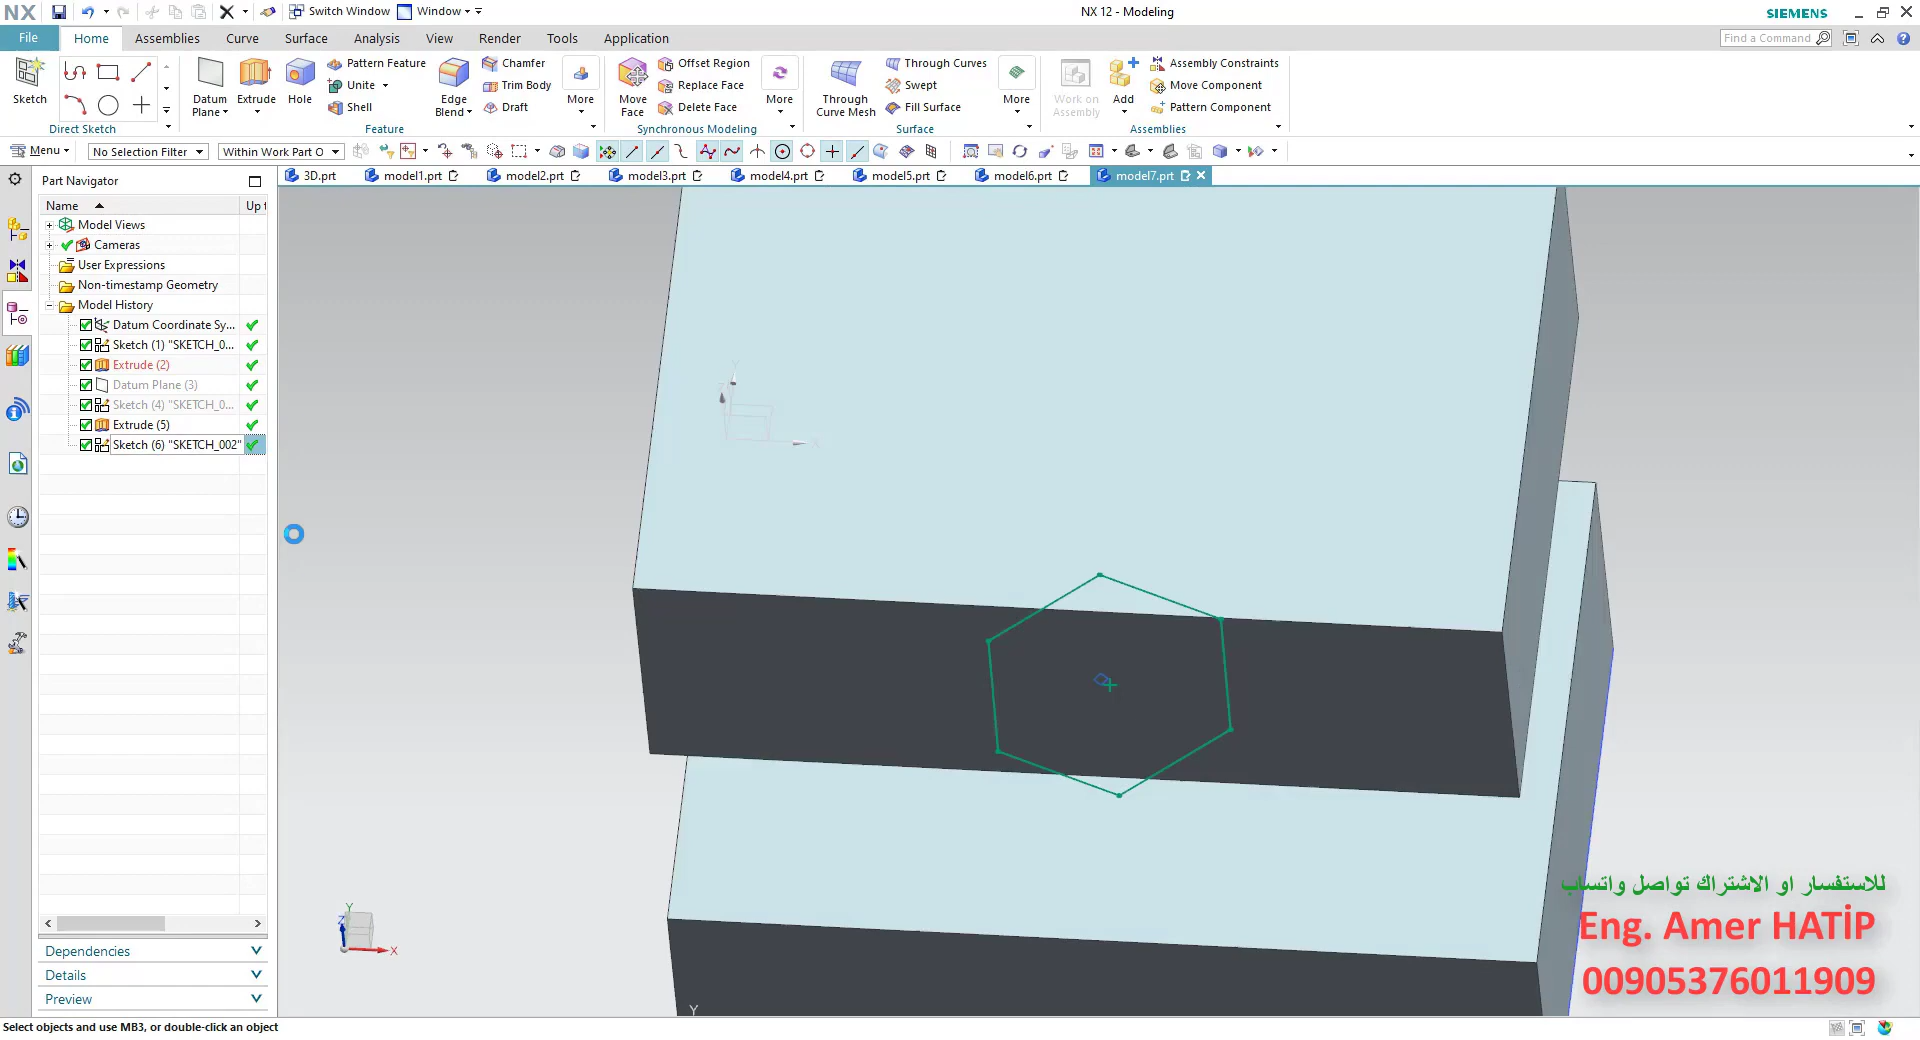 NX
Switch Window
Window
NX 12 - Modeling
SIEMENS
File
Home
Assemblies
Curve
Surface
Analysis
View
Render
Tools
Application
Find a Command
Sketch
Direct Sketch
Datum Plane
Extrude
Hole
Pattern Feature
Unite
Shell
Edge Blend
Chamfer
Trim Body
Draft
More
Feature
Move Face
Offset Region
Replace Face
Delete Face
More
Synchronous Modeling
Through Curve Mesh
Through Curves
Swept
Fill Surface
More
Surface
Work on Assembly
Add
Assembly Constraints
Move Component
Pattern Component
Assemblies
Menu
No Selection Filter
Within Work Part O
Part Navigator
3D.prt
model1.prt
model2.prt
model3.prt
model4.prt
model5.prt
model6.prt
model7.prt
Name
Up t
Model Views
Cameras
User Expressions
Non-timestamp Geometry
Model History
Datum Coordinate Sy...
Sketch (1) "SKETCH_0...
Extrude (2)
Datum Plane (3)
Sketch (4) "SKETCH_0...
Extrude (5)
Sketch (6) "SKETCH_002"
Y
Z
X
Y
Z
X
Y
Dependencies
Details
Preview
للاستفسار او الاشتراك تواصل واتساب
Eng. Amer HATİP
00905376011909
Select objects and use MB3, or double-click an object